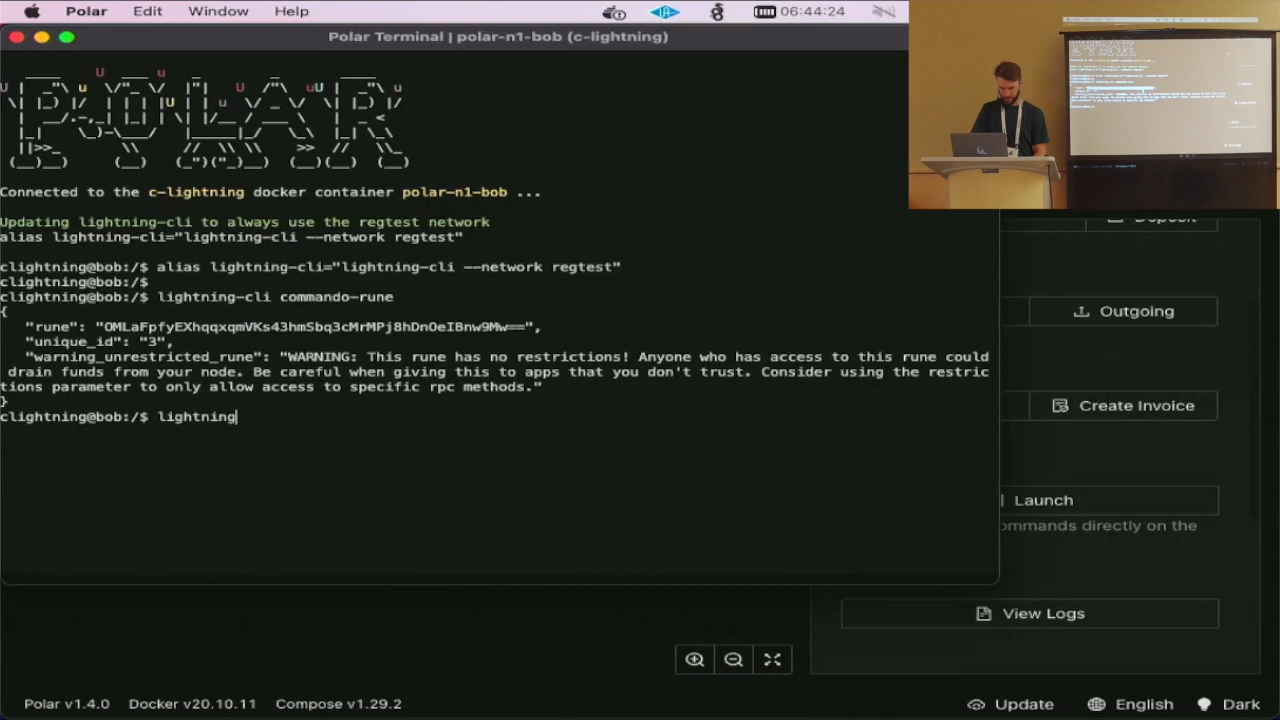 Polar Edit Window Help 06:44:24
Polar Terminal | polar-n1-bob (c-lightning)
POLAR
Connected to the c-lightning docker container polar-n1-bob ...
Updating lightning-cli to always use the regtest network
alias lightning-cli="lightning-cli --network regtest"
clightning@bob:/$ alias lightning-cli="lightning-cli --network regtest"
clightning@bob:/$
clightning@bob:/$ lightning-cli commando-rune
{
"rune": "OMLaFpfyEXhqqxqmVKs43hmSbq3cMrMPj8hDnOeIBnw9Mw==",
"unique_id": "3",
"warning_unrestricted_rune": "WARNING: This rune has no restrictions! Anyone who has access to this rune could
drain funds from your node. Be careful when giving this to apps that you don't trust. Consider using the restric
tions parameter to only allow access to specific rpc methods."
}
clightning@bob:/$ lightning
Deposit
Outgoing
Create Invoice
Launch
ommands directly on the
View Logs
Polar v1.4.0 Docker v20.10.11 Compose v1.29.2 Update English Dark